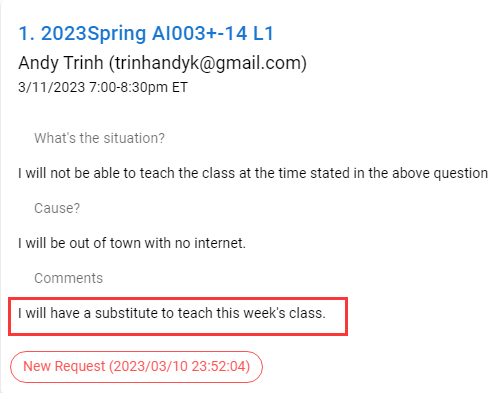 1. 2023Spring AI003+-14 L1
Andy Trinh (trinhandyk@gmail.com)
3/11/2023 7:00-8:30pm ET
What's the situation?
I will not be able to teach the class at the time stated in the above question
Cause?
I will be out of town with no internet.
Comments
I will have a substitute to teach this week's class.
New Request (2023/03/10 23:52:04)